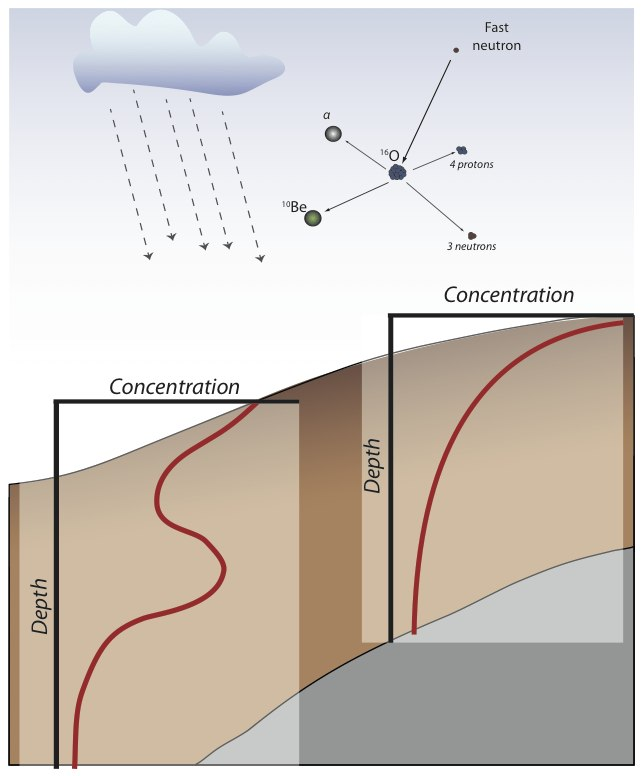 Fast
neutron
α
¹⁶O
4 protons
¹⁰Be
3 neutrons
Concentration
Depth
Concentration
Depth